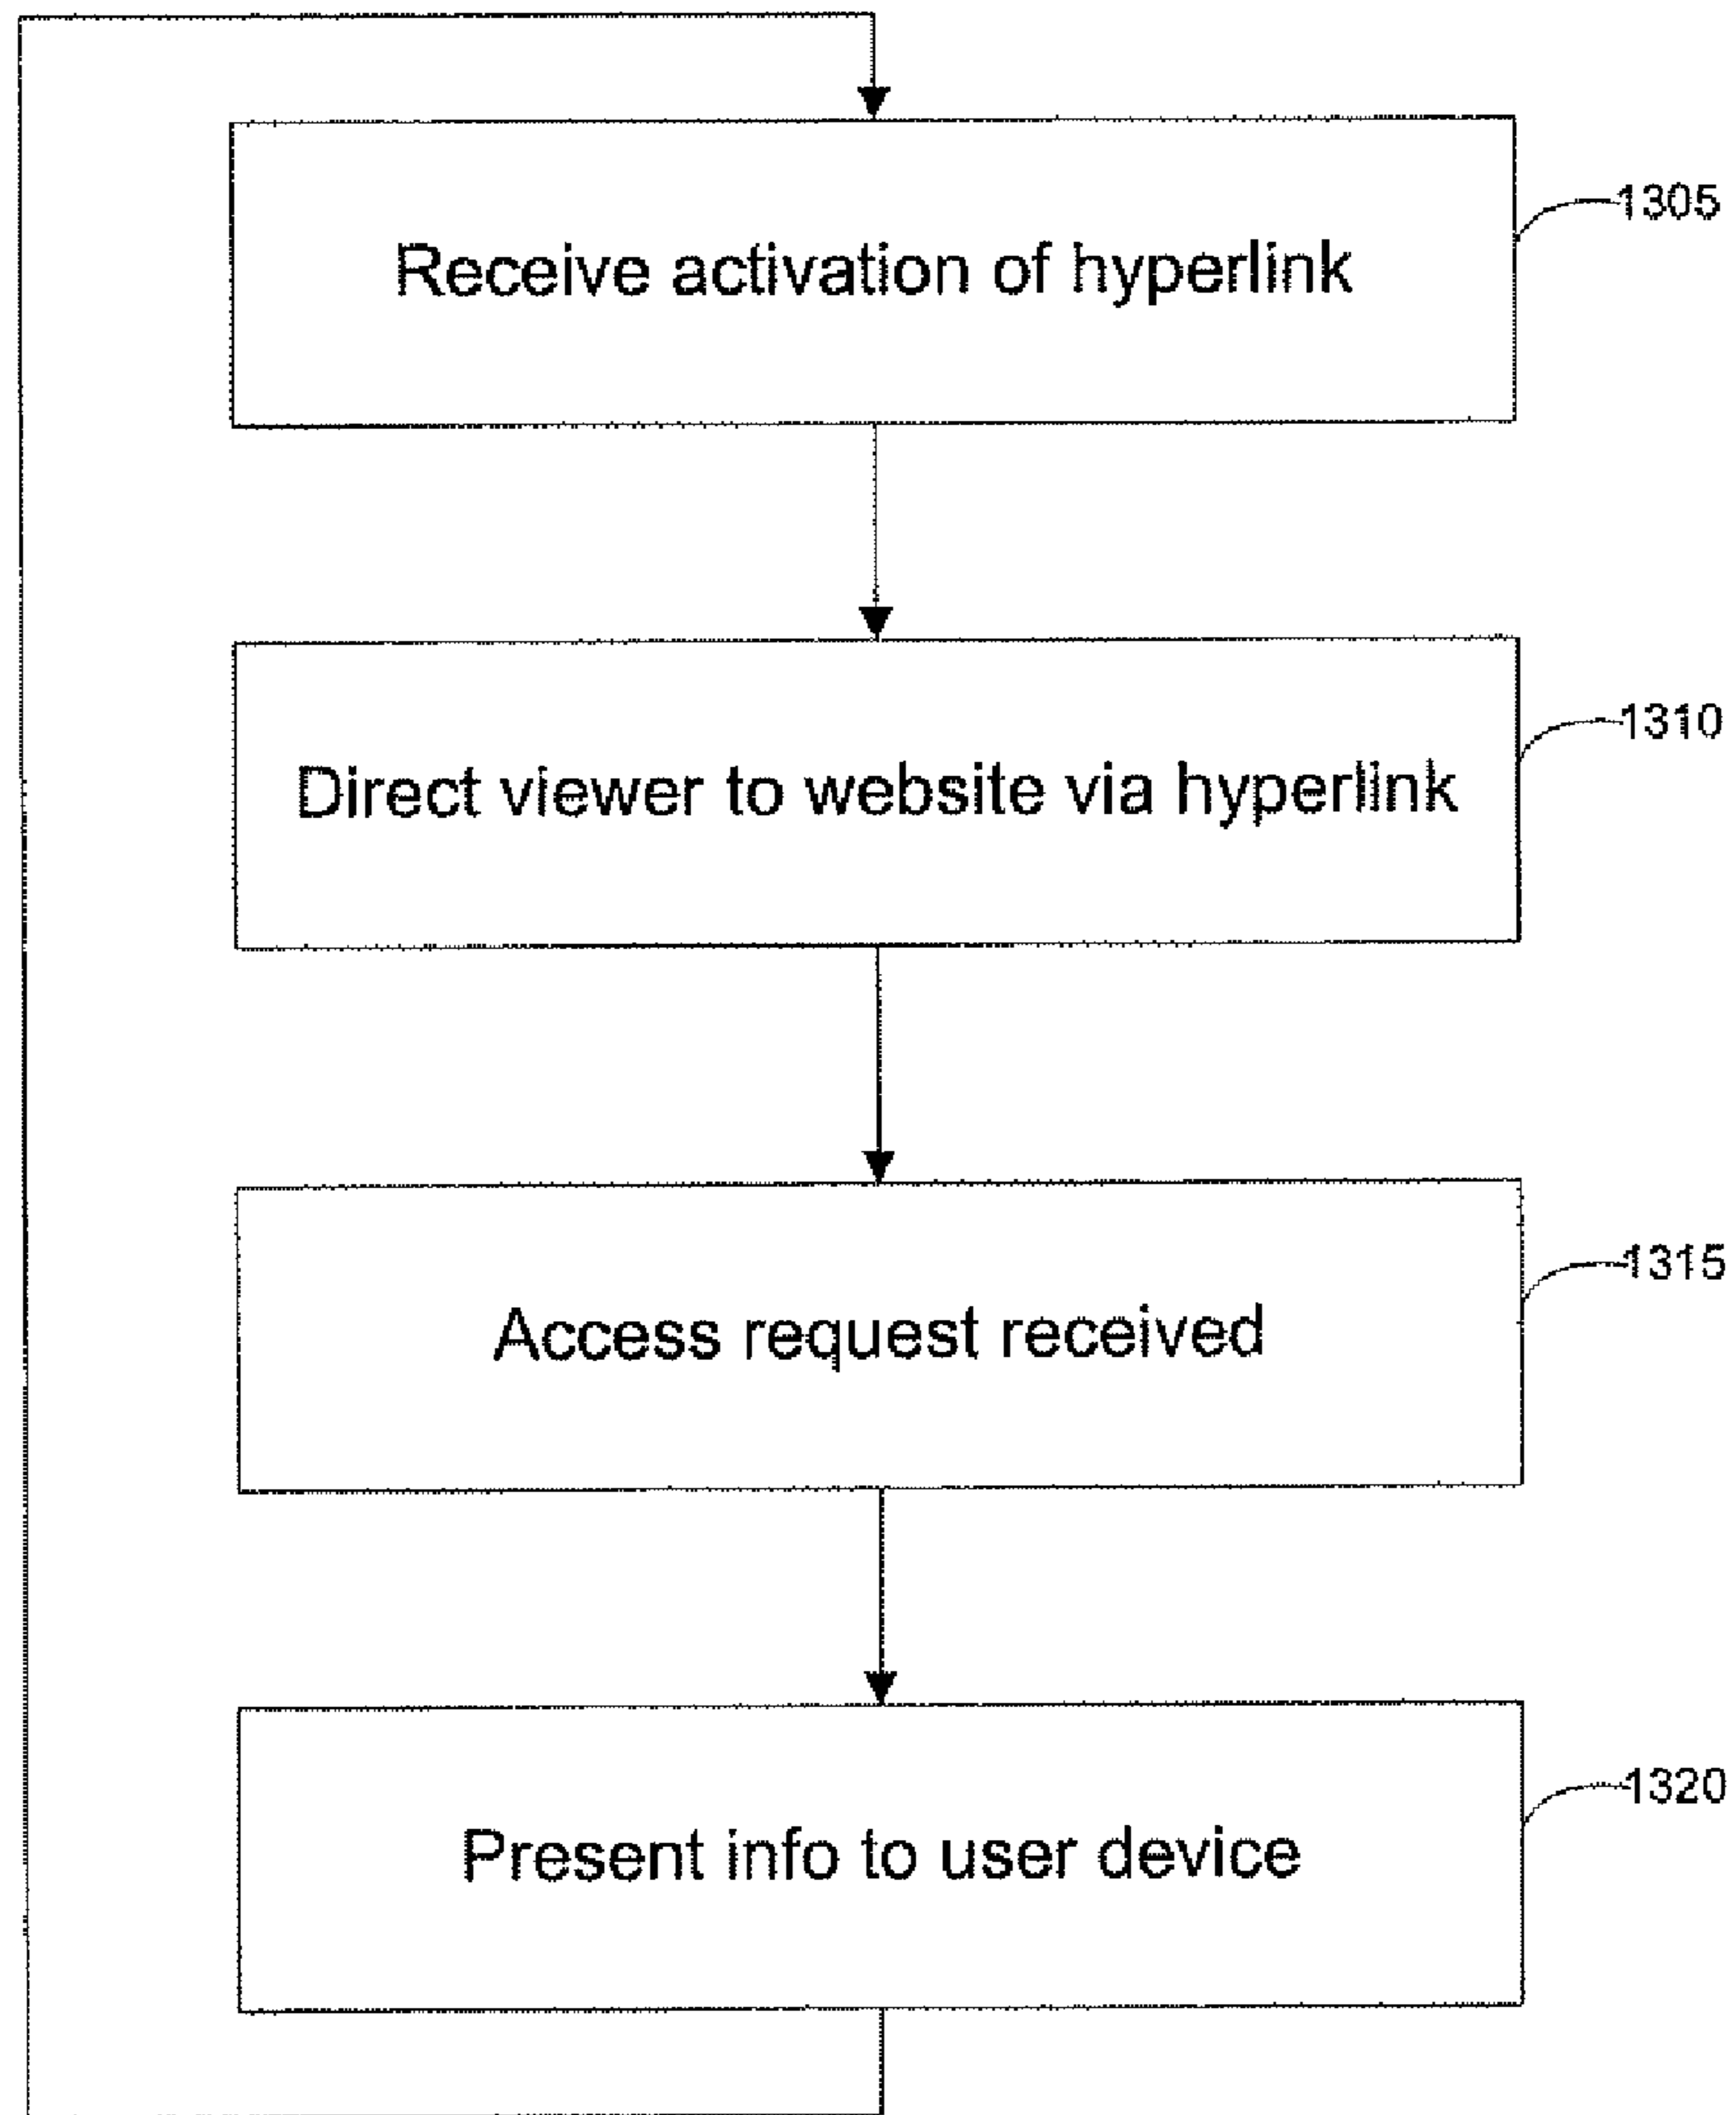 Receive activation of hyperlink
1305
Direct viewer to website via hyperlink
1310
Access request received
1315
Present info to user device
1320